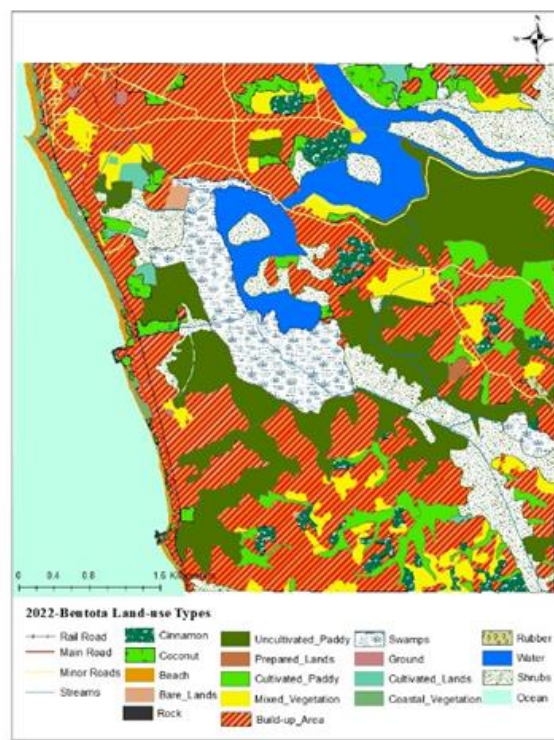 N
0 0.4 0.8 1.6
2022-Bentota Land-use Types
Rail Road
Main Road
Minor Roads
Streams
Cinnamon
Coconut
Beach
Bare_Lands
Rock
Uncultivated_Paddy
Prepared_Lands
Cultivated_Paddy
Mixed_Vegetation
Build-up_Area
Swamps
Ground
Cultivated_Lands
Coastal_Vegetation
Rubber
Water
Shrubs
Ocean